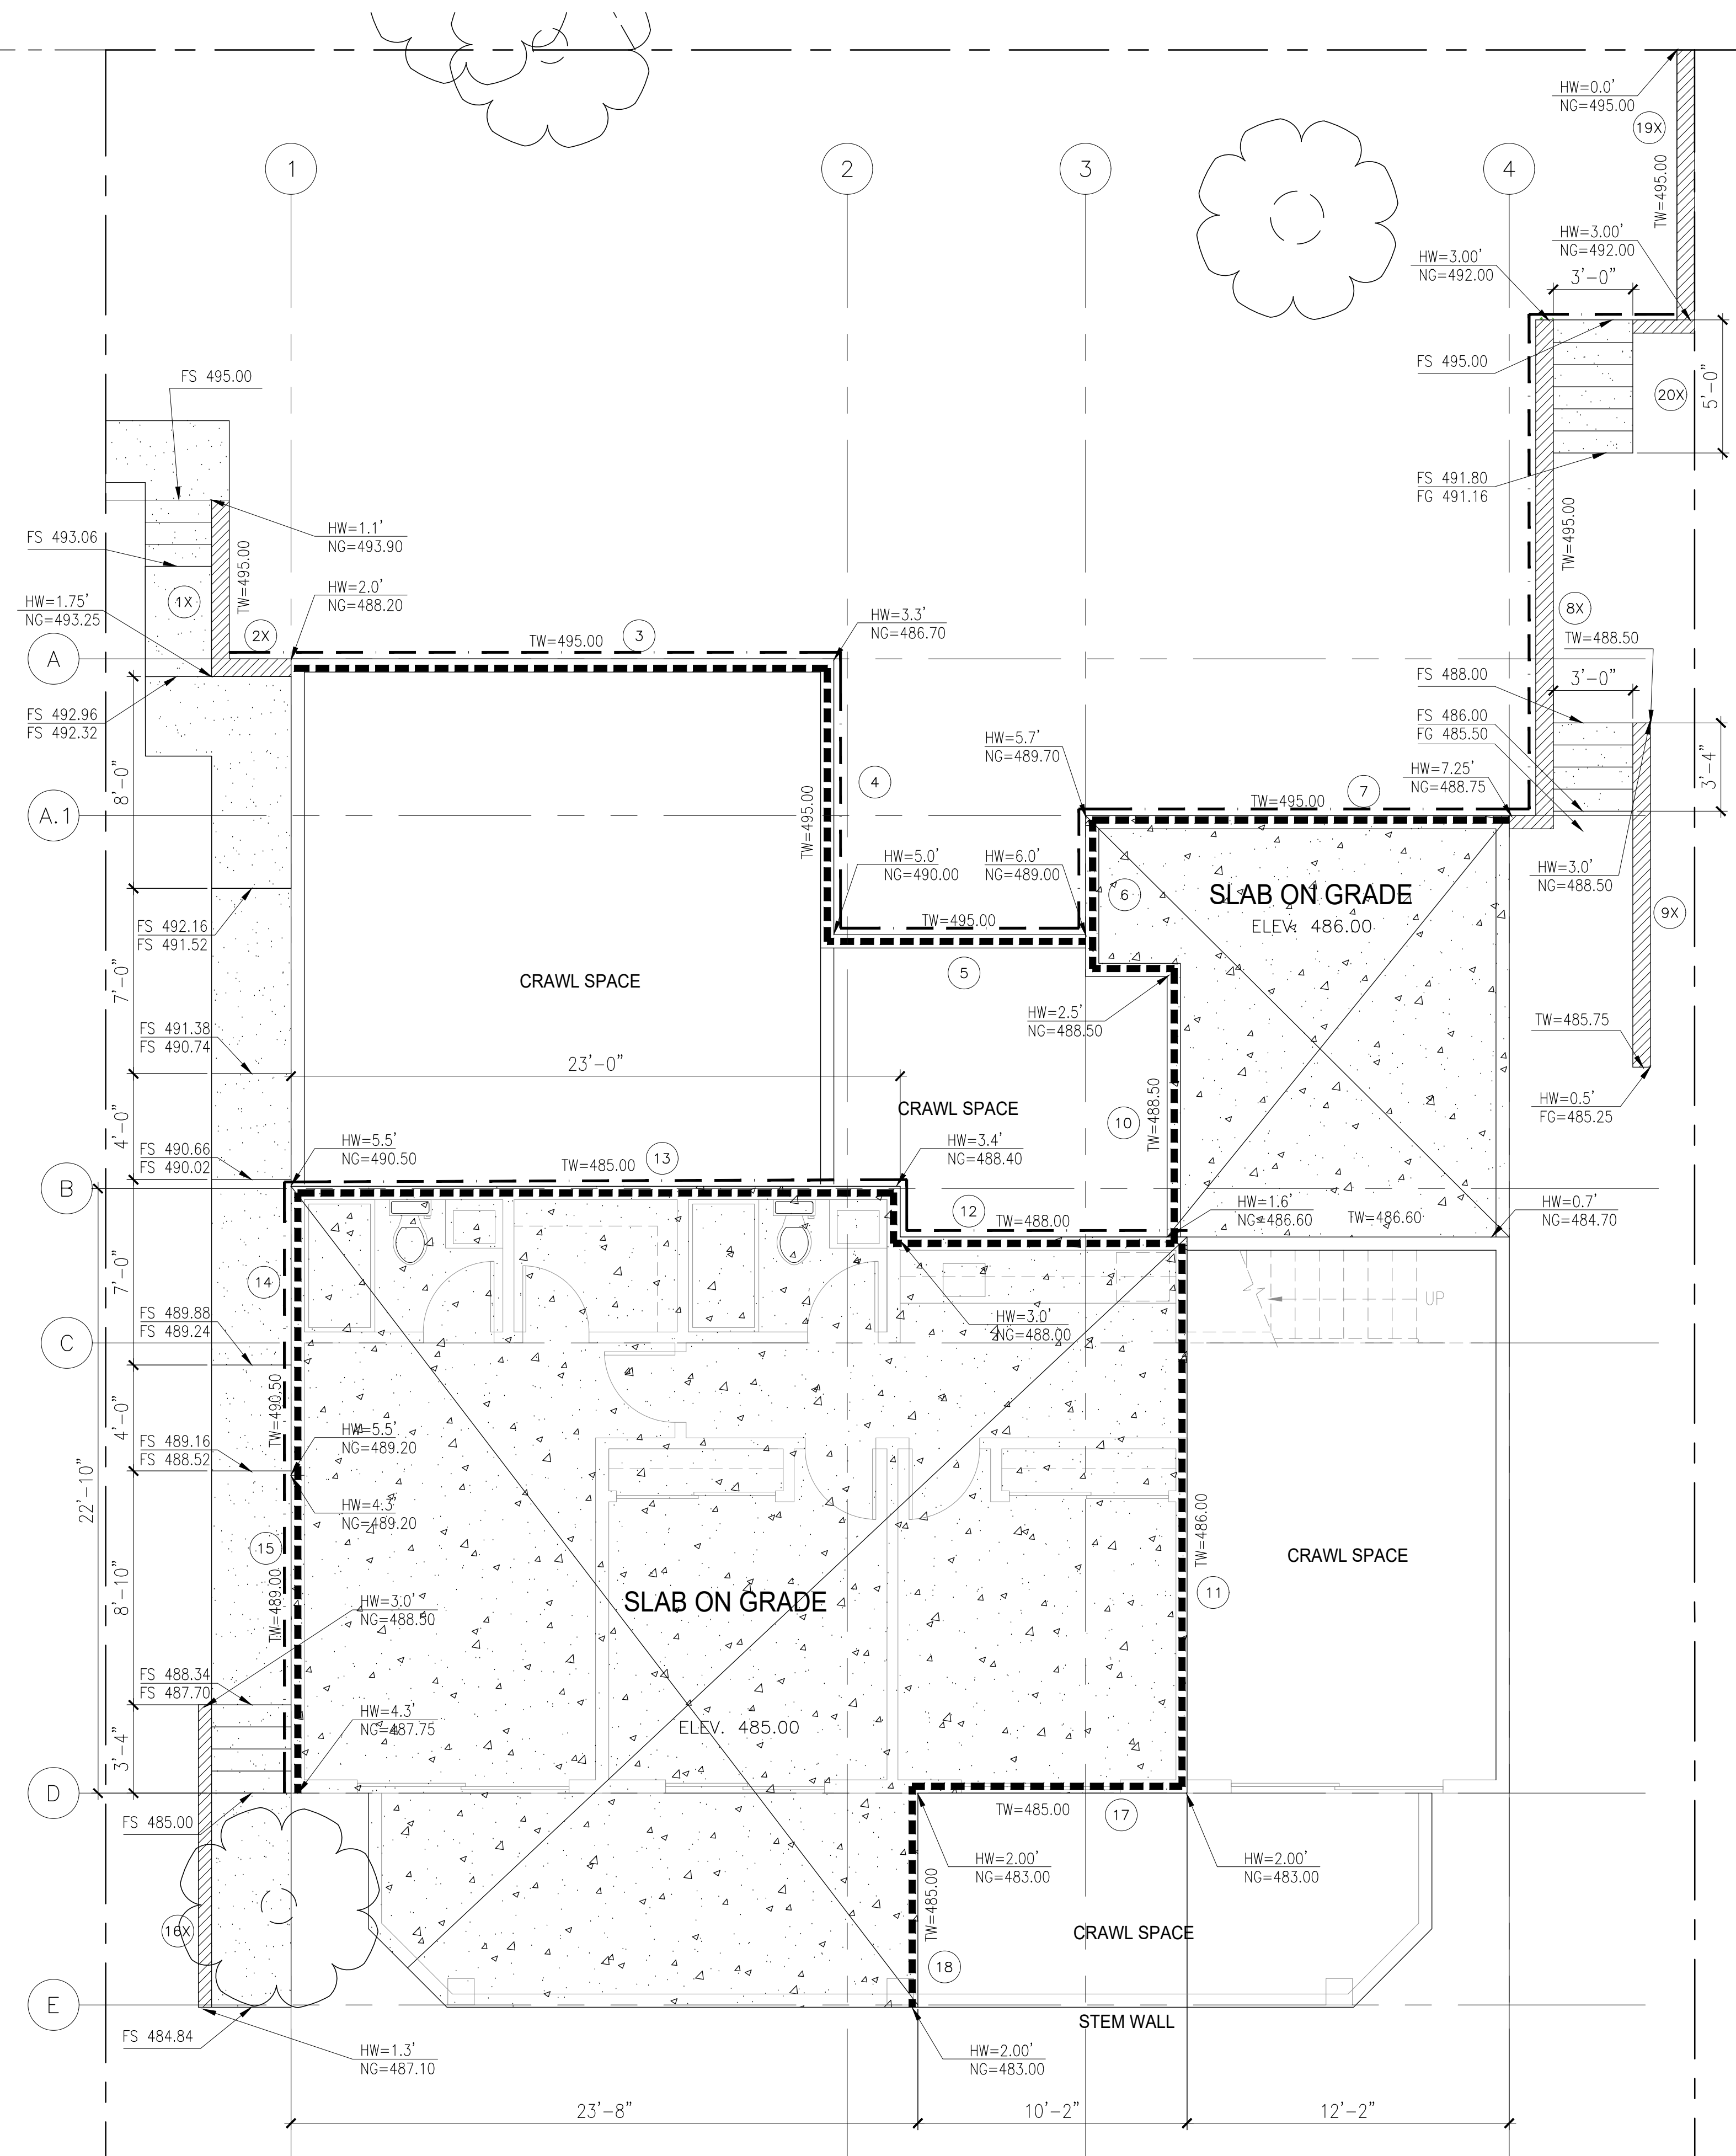 HW=0.0'
NG=495.00
19X
TW=495.00
1
2
3
4
HW=3.00'
NG=492.00
HW=3.00'
NG=492.00
3'-0"
FS 495.00
20X
5'-0"
FS 491.80
FG 491.16
FS 495.00
HW=1.1'
NG=493.90
FS 493.06
TW=495.00
TW=495.00
1X
HW=1.75'
NG=493.25
HW=2.0'
NG=488.20
2X
TW=495.00
3
HW=3.3'
NG=486.70
8X
TW=488.50
A
FS 488.00
3'-0"
FS 492.96
FS 492.32
FS 486.00
FG 485.50
HW=5.7'
NG=489.70
3'-4"
8'-0"
4
HW=7.25'
NG=488.75
TW=495.00
7
A.1
TW=495.00
HW=5.0'
NG=490.00
HW=6.0'
NG=489.00
6
SLAB ON GRADE
ELEV. 486.00
HW=3.0'
NG=488.50
9X
FS 492.16
FS 491.52
TW=495.00
5
CRAWL SPACE
7'-0"
HW=2.5'
NG=488.50
TW=485.75
FS 491.38
FS 490.74
23'-0"
CRAWL SPACE
10
TW=488.50
HW=0.5'
FG=485.25
4'-0"
FS 490.66
FS 490.02
HW=5.5'
NG=490.50
TW=485.00
13
HW=3.4'
NG=488.40
B
12
TW=488.00
HW=1.6'
NG=486.60
TW=486.60
HW=0.7'
NG=484.70
7'-0"
14
UP
FS 489.88
FS 489.24
HW=3.0'
NG=488.00
C
TW=490.50
4'-0"
HW=5.5'
NG=489.20
FS 489.16
FS 488.52
22'-10"
HW=4.3'
NG=489.20
15
TW=486.00
CRAWL SPACE
8'-10"
TW=489.00
HW=3.0'
NG=488.50
SLAB ON GRADE
11
FS 488.34
FS 487.70
HW=4.3'
NG=487.75
ELEV. 485.00
3'-4"
D
TW=485.00
17
FS 485.00
HW=2.00'
NG=483.00
HW=2.00'
NG=483.00
TW=485.00
16X
CRAWL SPACE
18
E
STEM WALL
FS 484.84
HW=1.3'
NG=487.10
HW=2.00'
NG=483.00
23'-8"
10'-2"
12'-2"